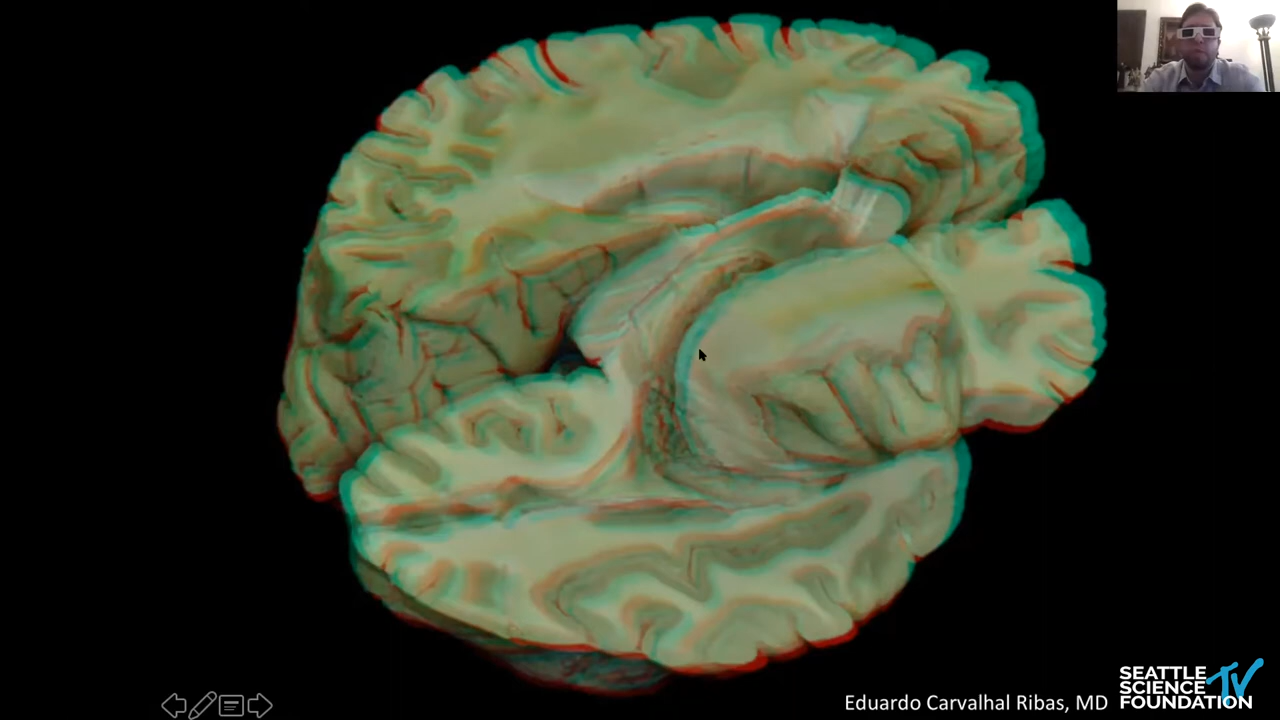 Eduardo Carvalhal Ribas, MD
SEATTLE
SCIENCE
FOUNDATION
TV